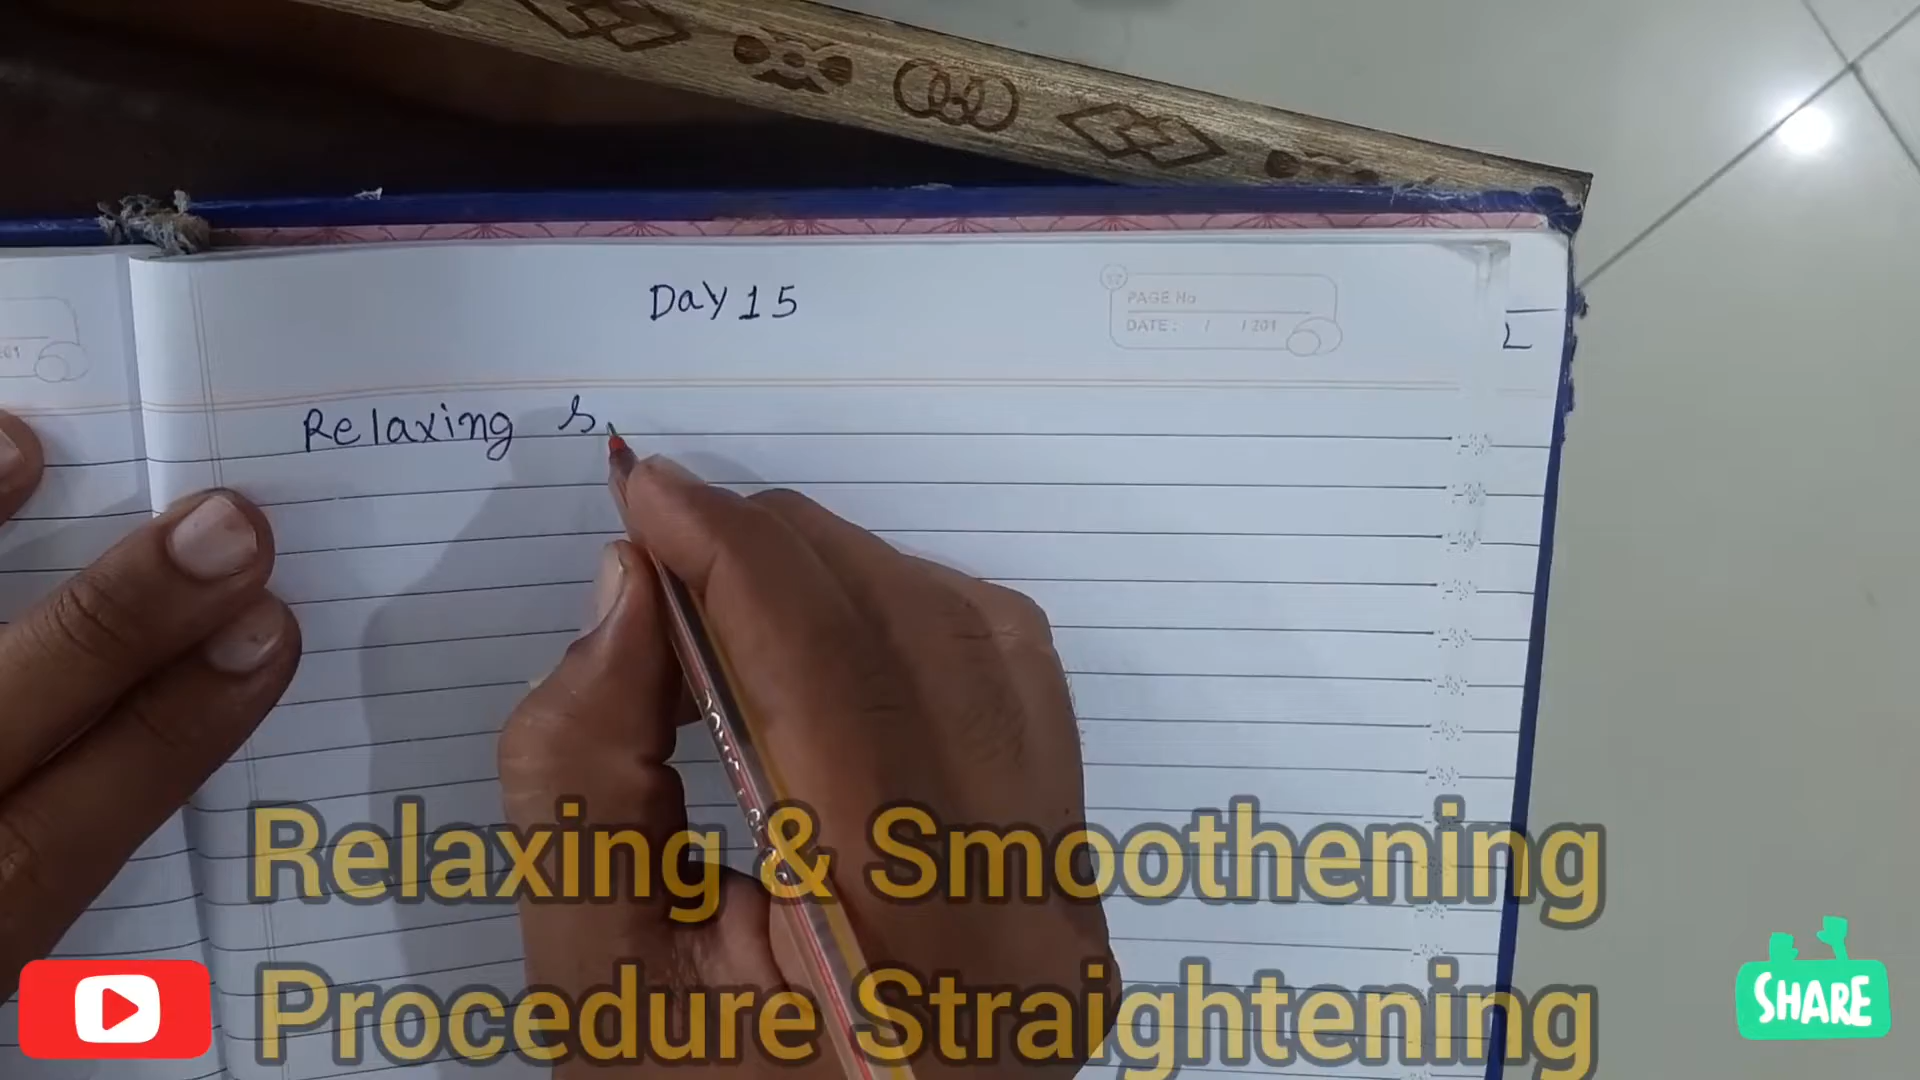 Day 15
PAGE No
DATE : / / 201
Relaxing s
Relaxing & Smoothening
Procedure Straightening
SHARE